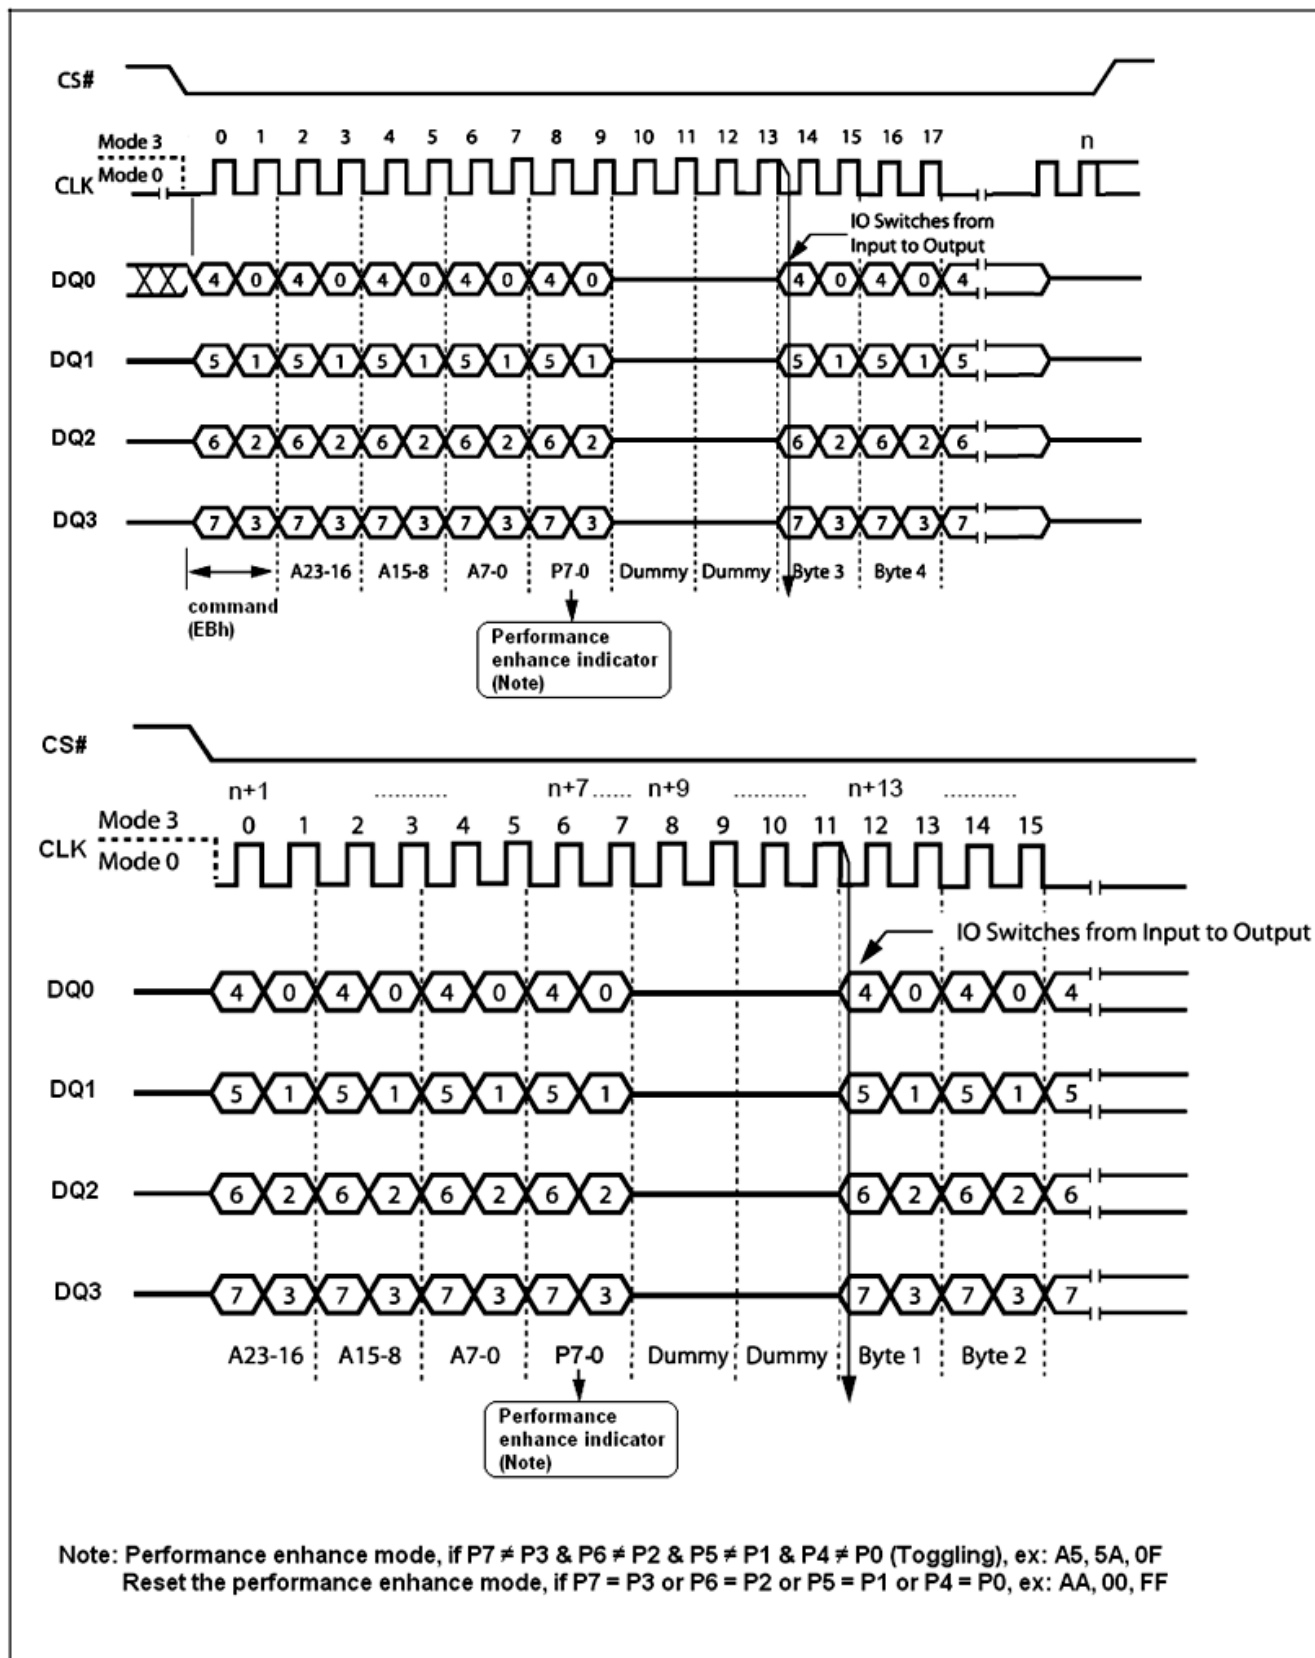 CS#
0 1 2 3 4 5 6 7 8 9 10 11 12 13 14 15 16 17 n
Mode 3
CLK Mode 0
IO Switches from
Input to Output
DQ0 4 0 4 0 4 0 4 0 4 0 4 0 4 0 4
DQ1 5 1 5 1 5 1 5 1 5 1 5 1 5 1 5
DQ2 6 2 6 2 6 2 6 2 6 2 6 2 6 2 6
DQ3 7 3 7 3 7 3 7 3 7 3 7 3 7 3 7
A23-16 A15-8 A7-0 P7-0 Dummy Dummy Byte 3 Byte 4
command
(EBh)
Performance
enhance indicator
(Note)
CS#
n+1 ........... n+7 ...... n+9 ........... n+13 ...........
0 1 2 3 4 5 6 7 8 9 10 11 12 13 14 15
Mode 3
CLK Mode 0
IO Switches from Input to Output
DQ0 4 0 4 0 4 0 4 0 4 0 4 0 4
DQ1 5 1 5 1 5 1 5 1 5 1 5 1 5
DQ2 6 2 6 2 6 2 6 2 6 2 6 2 6
DQ3 7 3 7 3 7 3 7 3 7 3 7 3 7
A23-16 A15-8 A7-0 P7-0 Dummy Dummy Byte 1 Byte 2
Performance
enhance indicator
(Note)
Note: Performance enhance mode, if P7 ≠ P3 & P6 ≠ P2 & P5 ≠ P1 & P4 ≠ P0 (Toggling), ex: A5, 5A, 0F
Reset the performance enhance mode, if P7 = P3 or P6 = P2 or P5 = P1 or P4 = P0, ex: AA, 00, FF